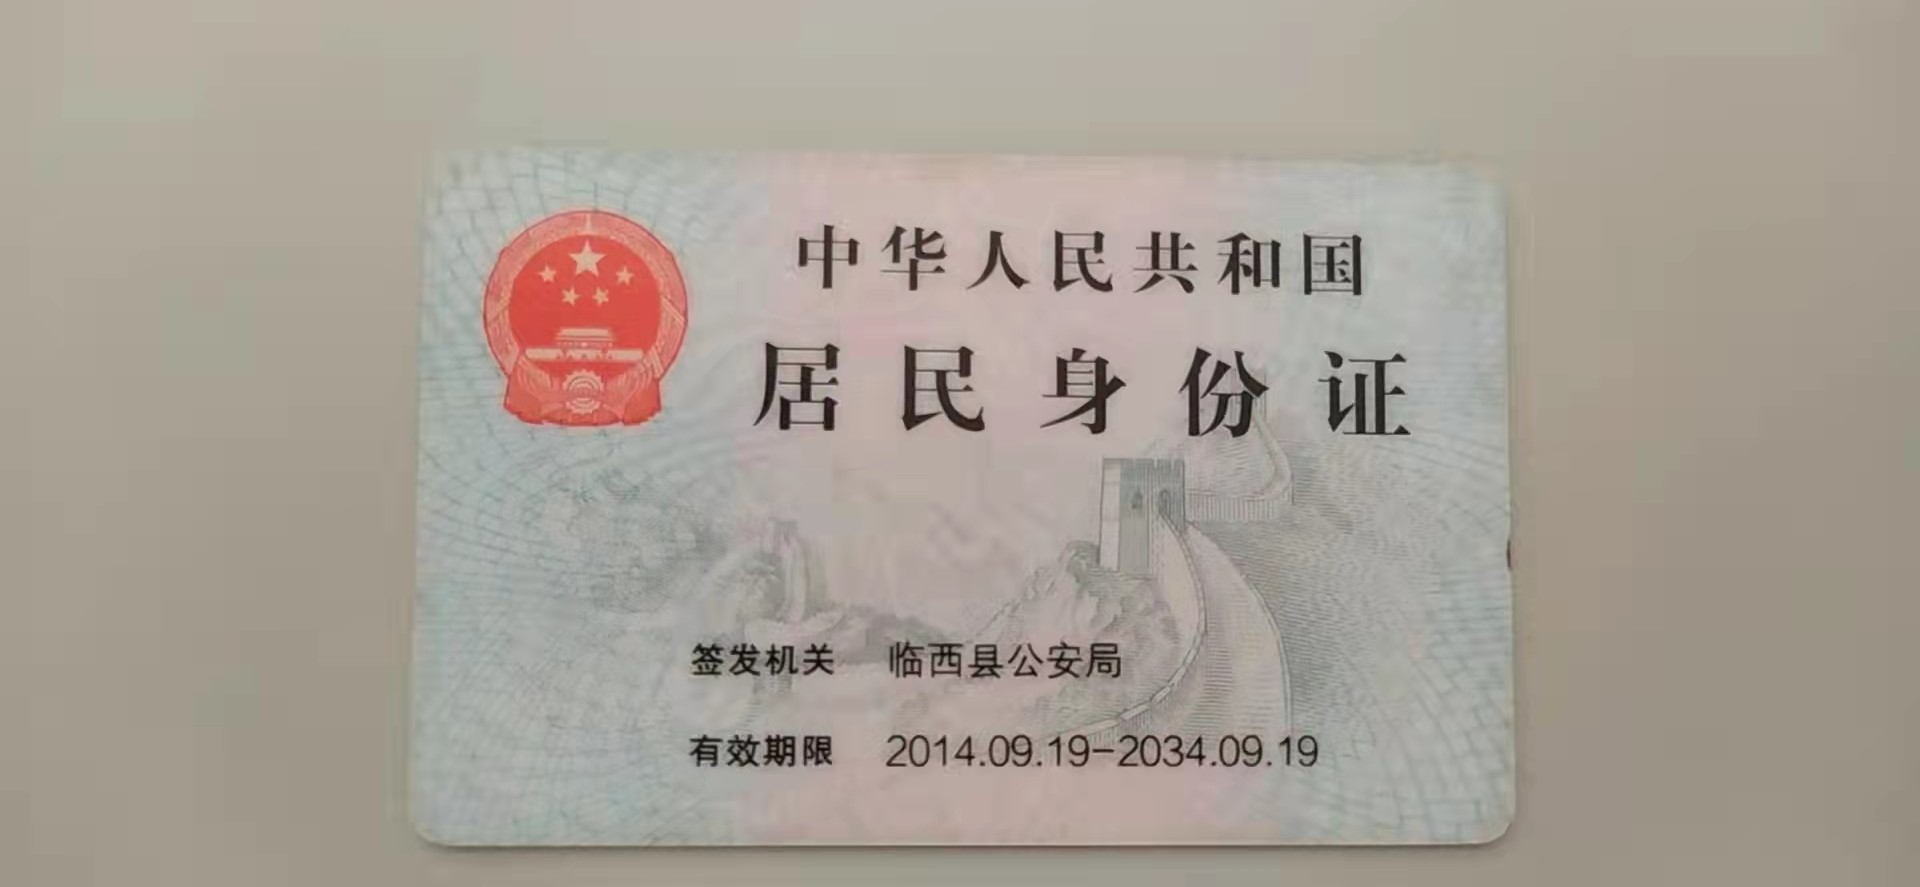 中华人民共和国
居民身份证
签发机关 临西县公安局
有效期限 2014.09.19-2034.09.19